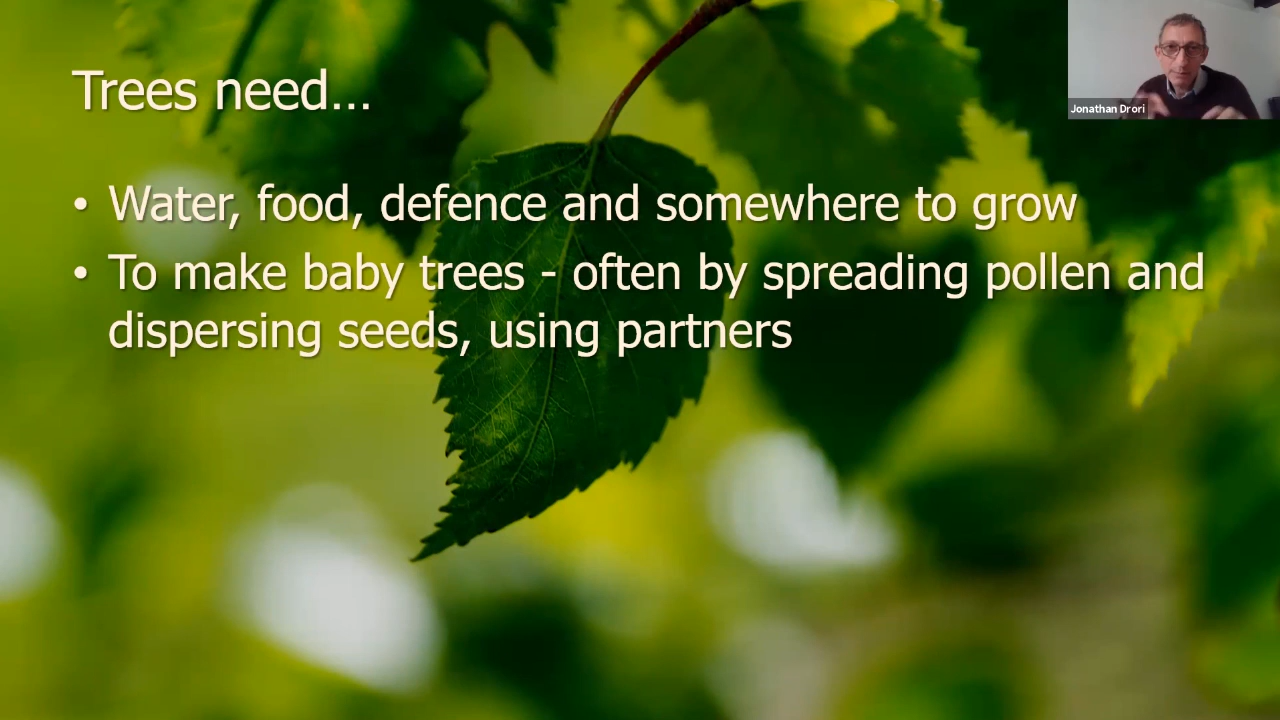 Trees need...
• Water, food, defence and somewhere to grow
• To make baby trees - often by spreading pollen and
dispersing seeds, using partners
Jonathan Drori